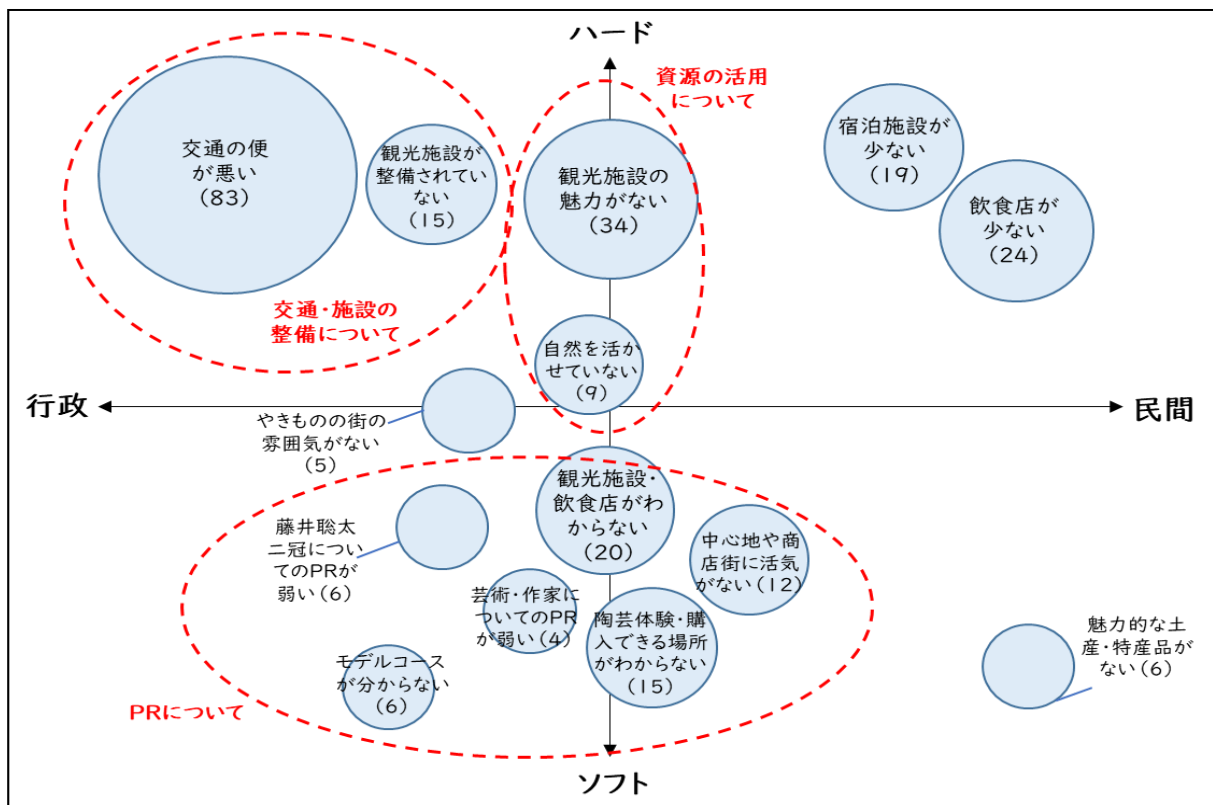 ハード
資源の活用
について
交通の便
が悪い
(83)
観光施設が
整備されてい
ない
(15)
観光施設の
魅力がない
(34)
宿泊施設が
少ない
(19)
飲食店が
少ない
(24)
交通・施設の
整備について
自然を活か
せていない
(9)
行政
民間
やきものの街の
雰囲気がない
(5)
観光施設・
飲食店がわ
からない
(20)
藤井聡太
二冠につい
てのPRが
弱い(6)
中心地や商
店街に活気
がない(12)
芸術・作家に
ついてのPR
が弱い(4)
陶芸体験・購
入できる場所
がわからない
(15)
モデルコース
が分からない
(6)
魅力的な土
産・特産品が
ない(6)
PRについて
ソフト